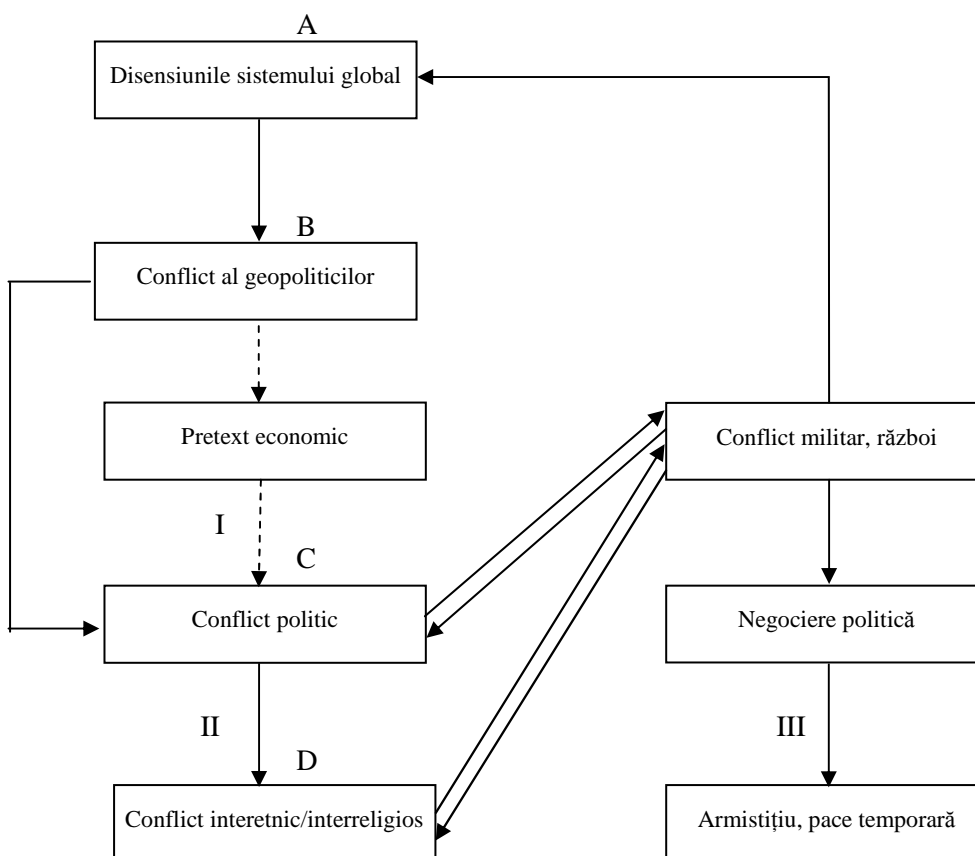 A
Disensiunile sistemului global
B
Conflict al geopoliticilor
Pretext economic
Conflict militar, război
I
C
Conflict politic
Negociere politică
II
III
D
Conflict interetnic/interreligios
Armistițiu, pace temporară